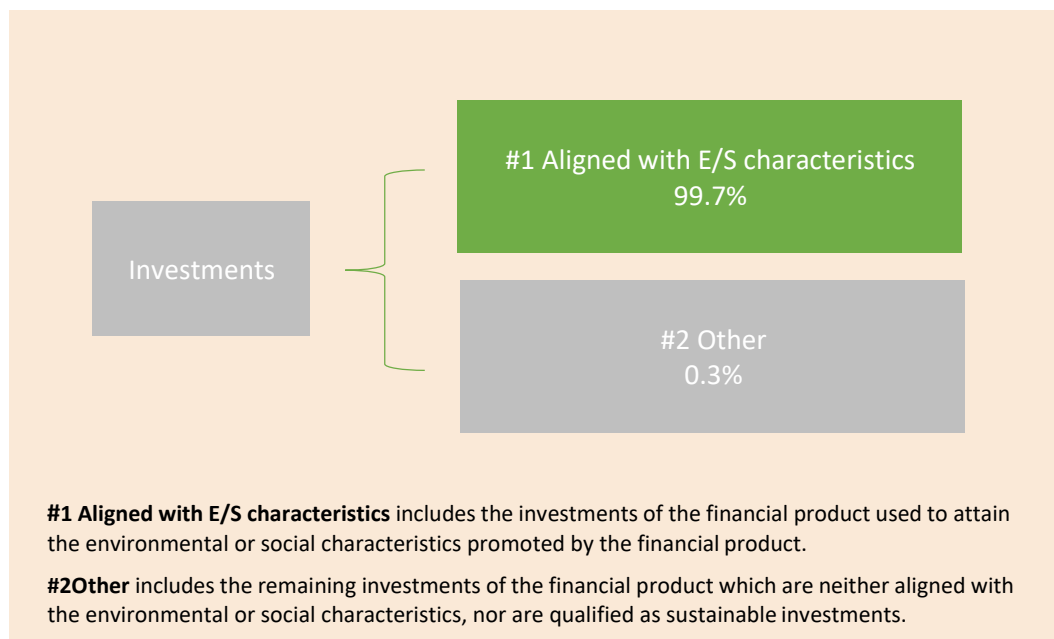 #1 Aligned with E/S characteristics
99.7%
Investments
#2 Other
0.3%
#1 Aligned with E/S characteristics includes the investments of the financial product used to attain
the environmental or social characteristics promoted by the financial product.
#2Other includes the remaining investments of the financial product which are neither aligned with
the environmental or social characteristics, nor are qualified as sustainable investments.